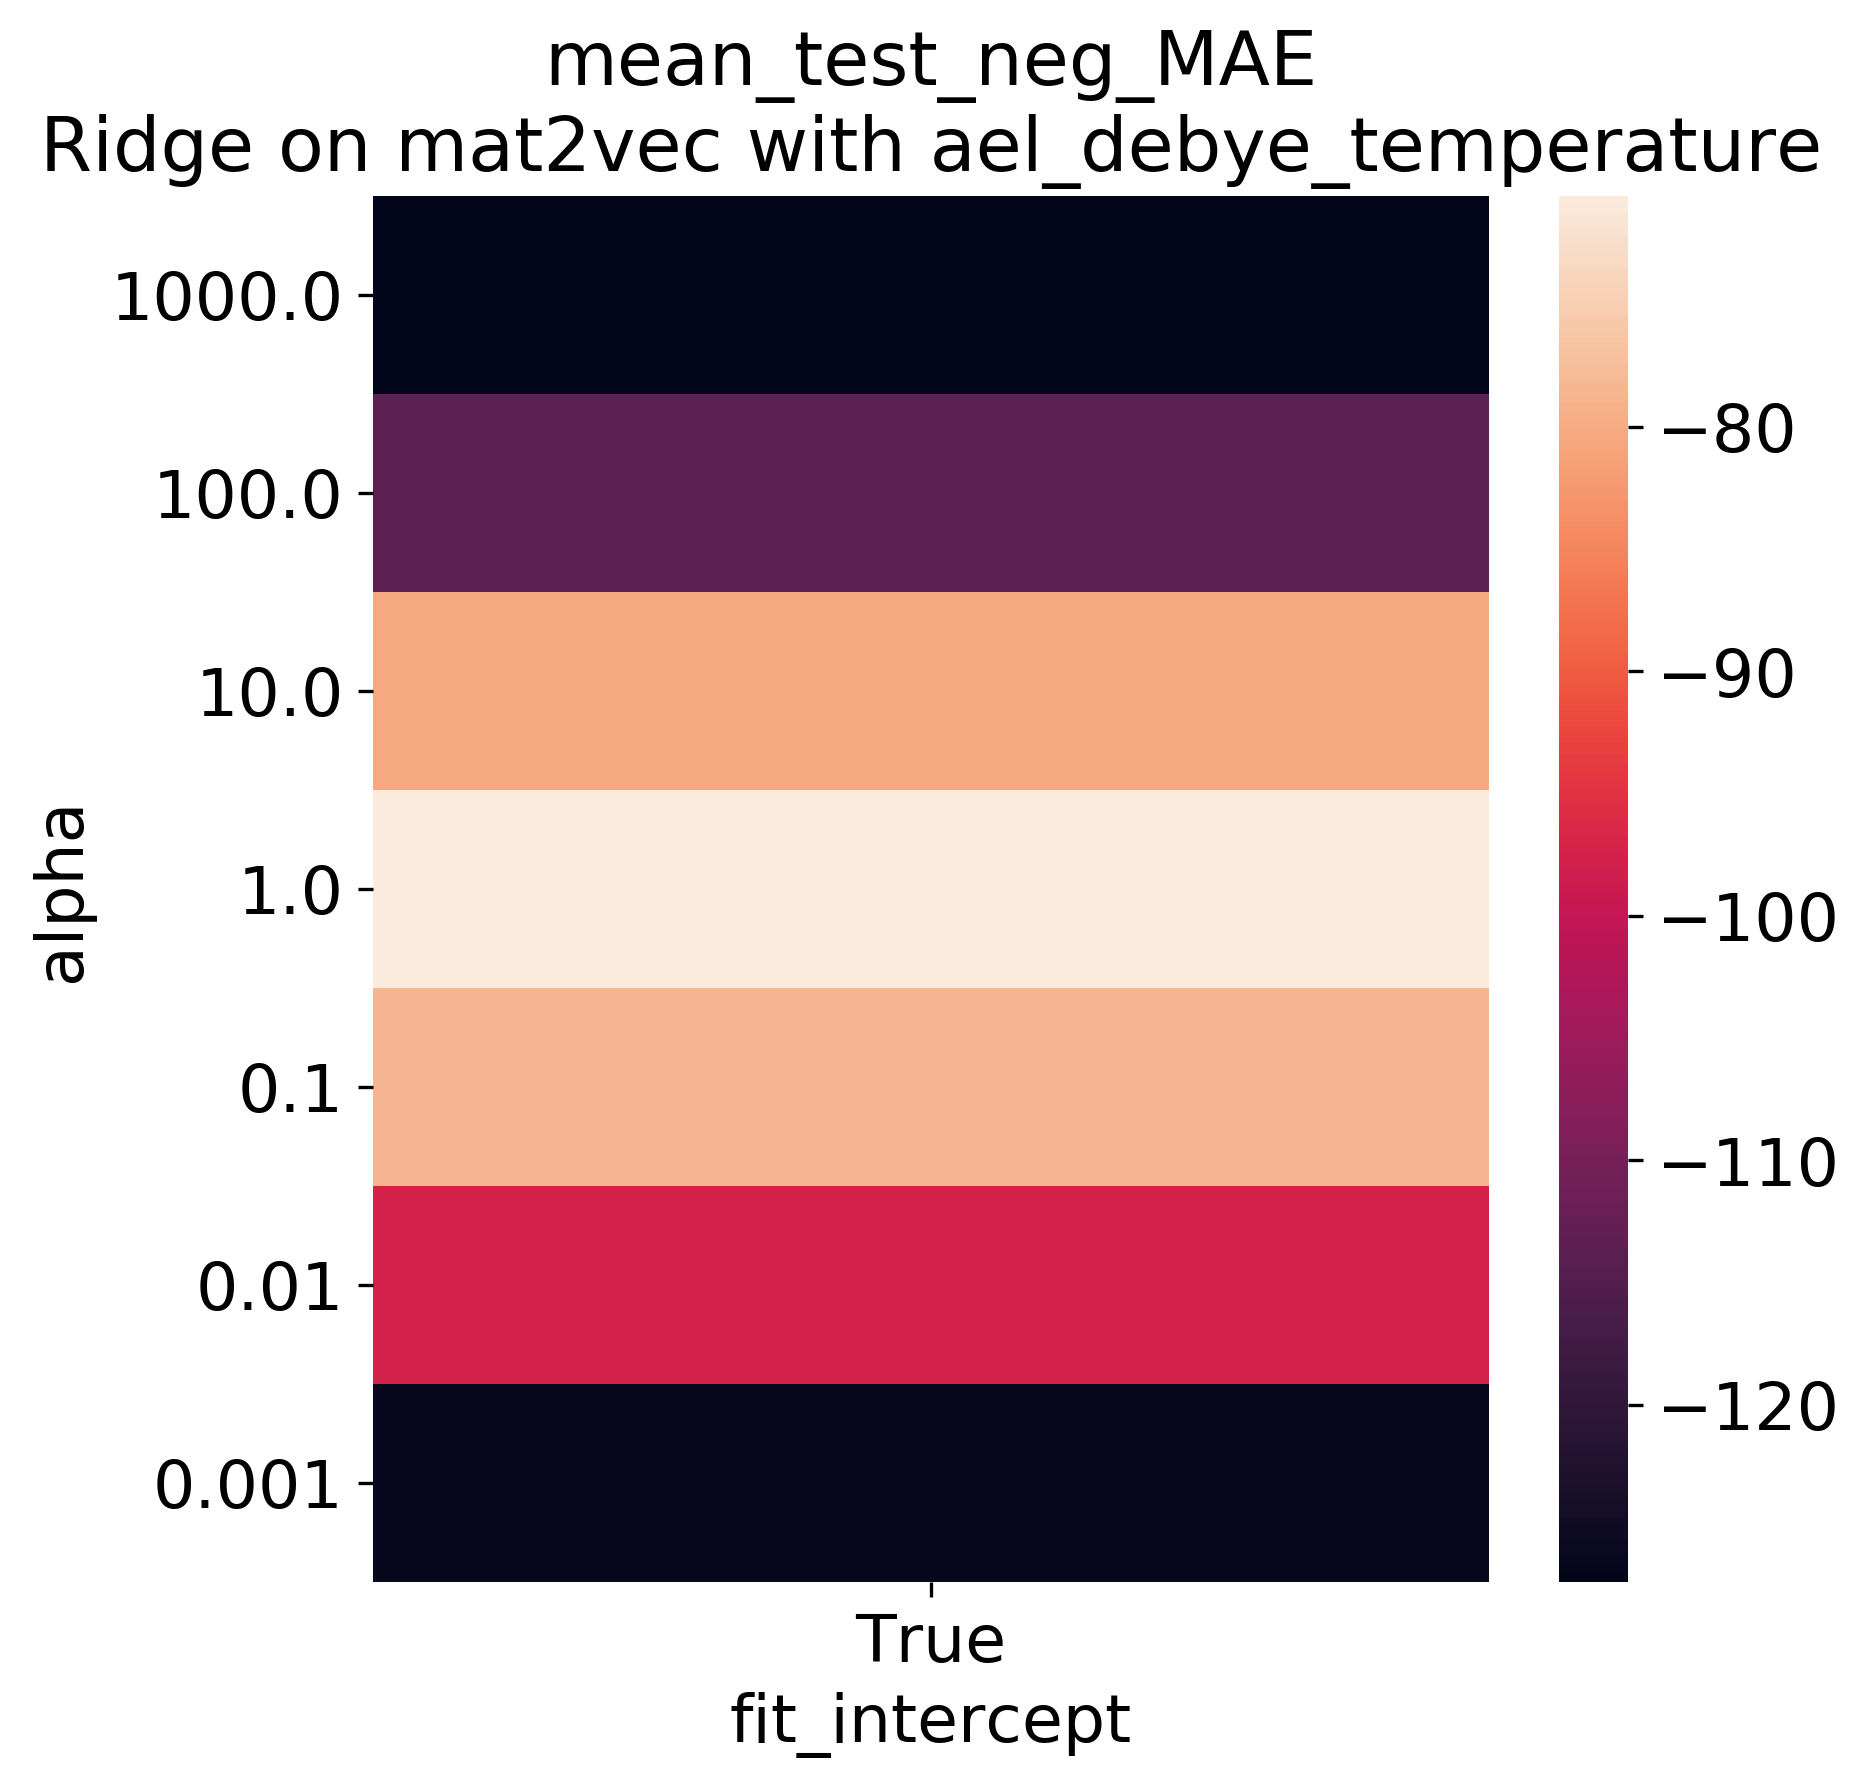 mean_test_neg_MAE
Ridge on mat2vec with ael_debye_temperature
1000.0
100.0
10.0
1.0
0.1
0.01
0.001
alpha
True
fit_intercept
−80
−90
−100
−110
−120